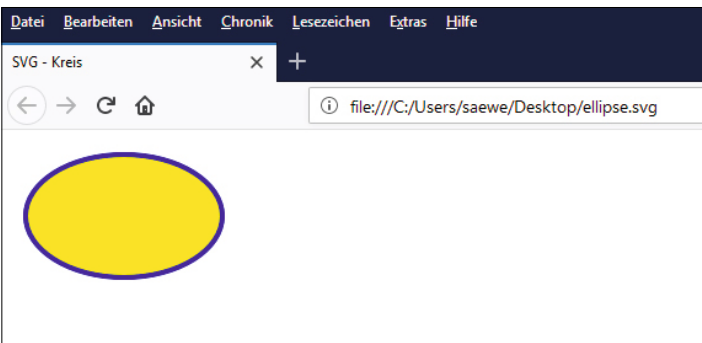 Datei Bearbeiten Ansicht Chronik Lesezeichen Extras Hilfe
SVG - Kreis
file:///C:/Users/saewe/Desktop/ellipse.svg